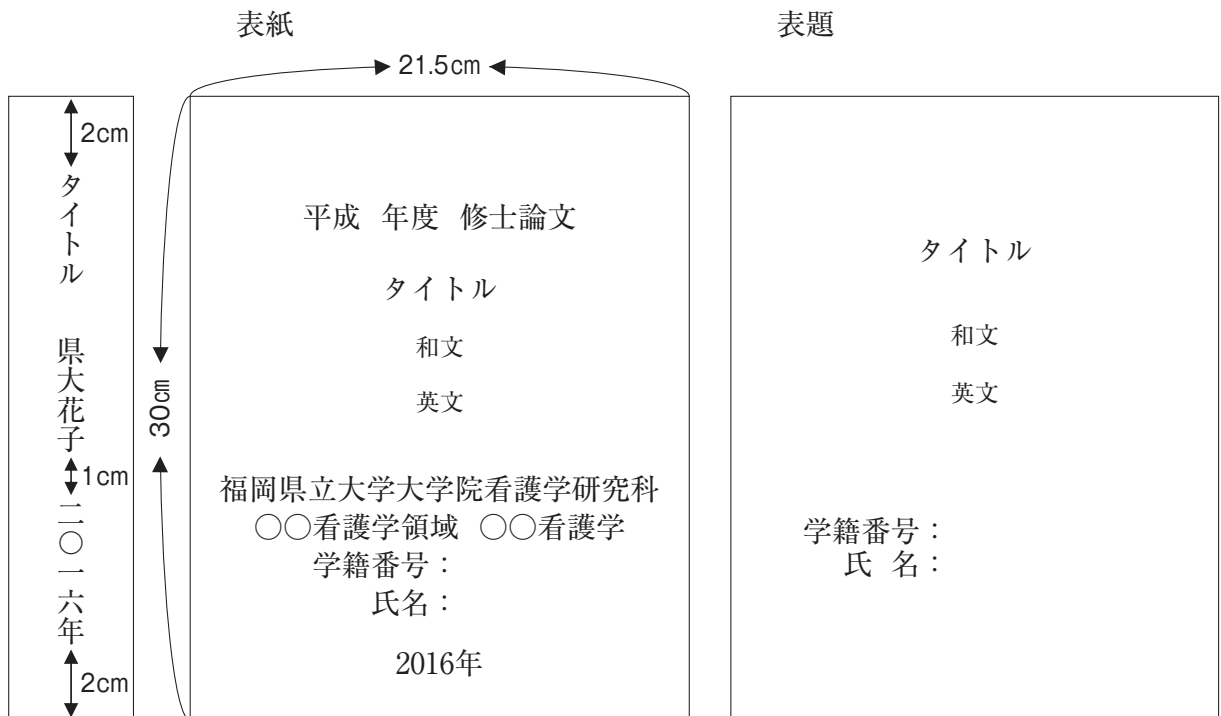 表紙
表題
2cm
タイトル
県大花子
1cm
二〇一六年
2cm
21.5cm
30cm
平成 年度 修士論文
タイトル
和文
英文
福岡県立大学大学院看護学研究科
○○看護学領域 ○○看護学
学籍番号：
氏名：
2016年
タイトル
和文
英文
学籍番号：
氏 名：